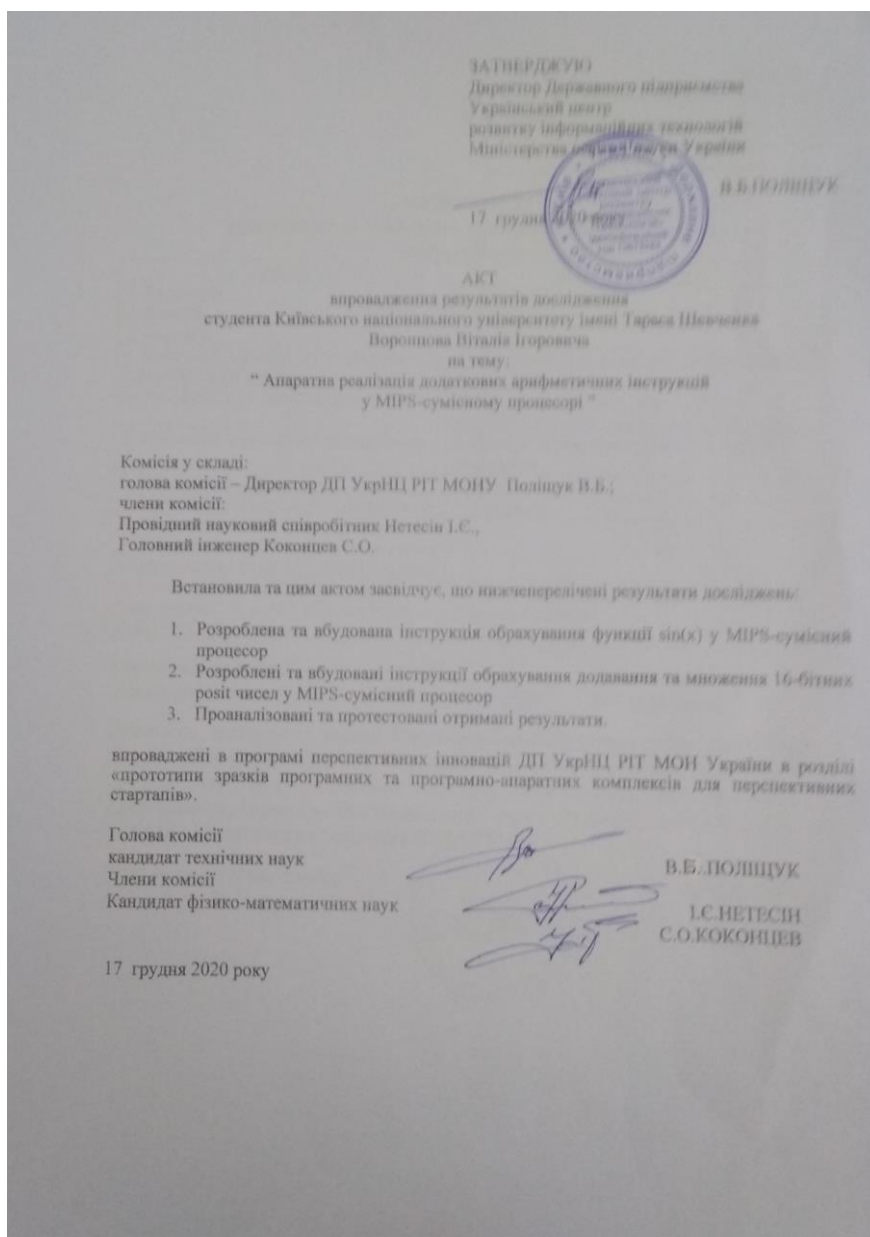 ЗАТВЕРДЖУЮ
Директор Державного підприємства
Український центр
розвитку інформаційних технологій
Міністерства освіти і науки України
В.Б.ПОЛІЩУК
17 грудня 2020 року
АКТ
впровадження результатів дослідження
студента Київського національного університету імені Тараса Шевченка
Воронцова Віталія Ігоровича
на тему:
“ Апаратна реалізація додаткових арифметичних інструкцій
у MIPS-сумісному процесорі ”
Комісія у складі:
голова комісії – Директор ДП УкрНЦ РІТ МОНУ Поліщук В.Б.;
члени комісії:
Провідний науковий співробітник Нетесін І.Є.,
Головний інженер Коконцев С.О.
Встановила та цим актом засвідчує, що нижчеперелічені результати досліджень:
1. Розроблена та вбудована інструкція обрахування функції sin(x) у MIPS-сумісний
процесор
2. Розроблені та вбудовані інструкції обрахування додавання та множення 16-бітних
posit чисел у MIPS-сумісний процесор
3. Проаналізовані та протестовані отримані результати.
впроваджені в програмі перспективних інновацій ДП УкрНЦ РІТ МОН України в розділі
«прототипи зразків програмних та програмно-апаратних комплексів для перспективних
стартапів».
Голова комісії
кандидат технічних наук
В.Б..ПОЛІЩУК
Члени комісії
Кандидат фізико-математичних наук
І.Є.НЕТЕСІН
С.О.КОКОНЦЕВ
17 грудня 2020 року